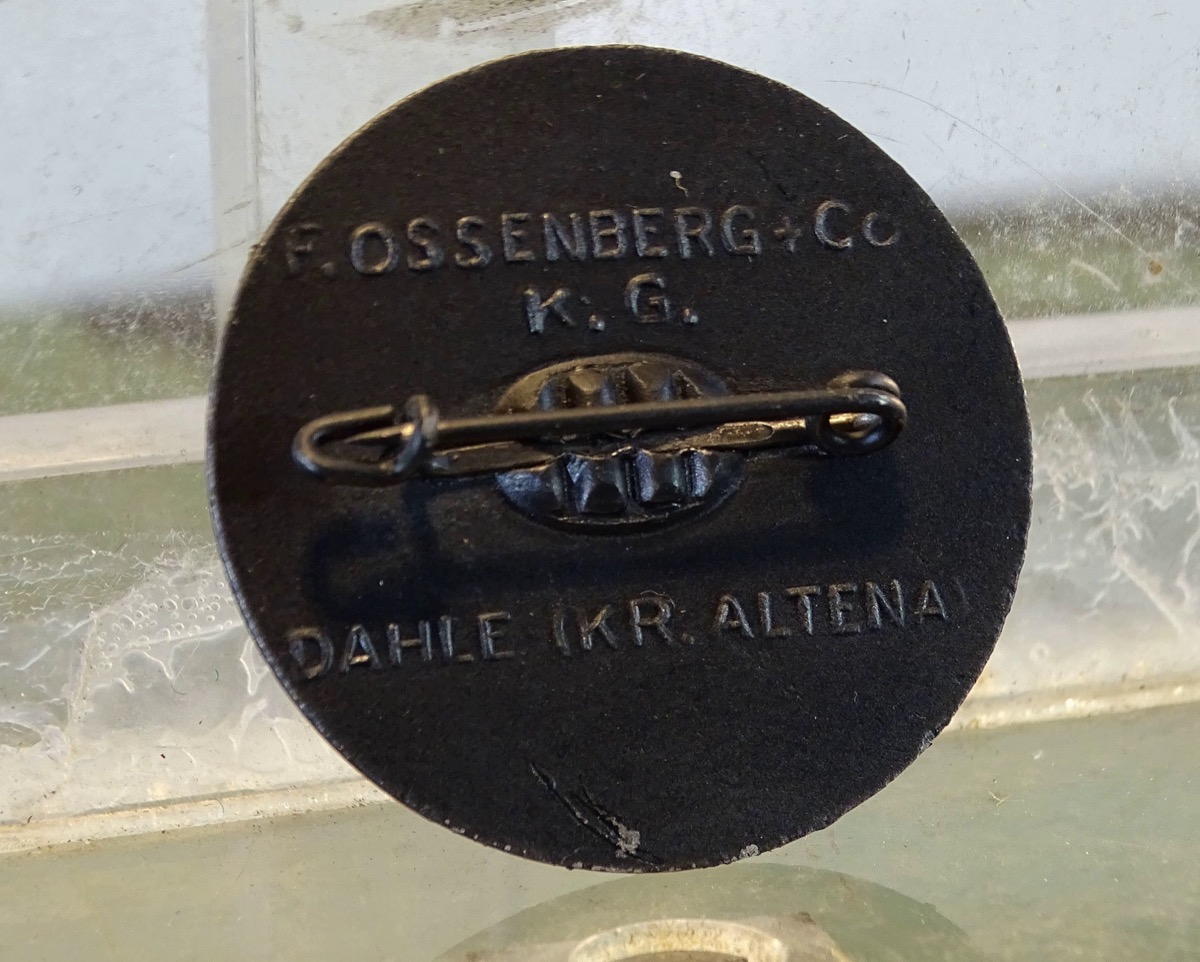 F. OSSENBERG + Co
K. G.
DAHLE (KR. ALTENA)